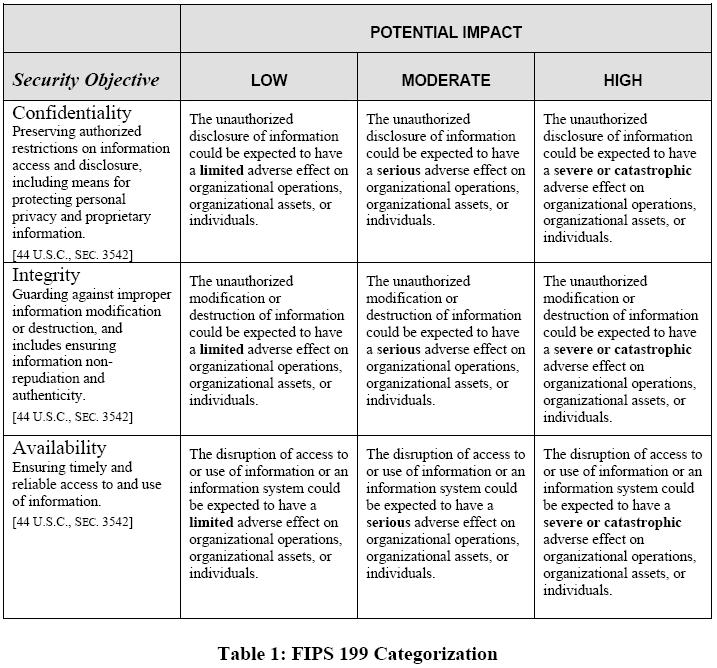 POTENTIAL IMPACT
Security Objective
LOW
MODERATE
HIGH
Confidentiality
Preserving authorized
restrictions on information
access and disclosure,
including means for
protecting personal
privacy and proprietary
information.
[44 U.S.C., SEC. 3542]
The unauthorized
disclosure of information
could be expected to have
a limited adverse effect on
organizational operations,
organizational assets, or
individuals.
The unauthorized
disclosure of information
could be expected to have
a serious adverse effect on
organizational operations,
organizational assets, or
individuals.
The unauthorized
disclosure of information
could be expected to have
a severe or catastrophic
adverse effect on
organizational operations,
organizational assets, or
individuals.
Integrity
Guarding against improper
information modification
or destruction, and
includes ensuring
information non-
repudiation and
authenticity.
[44 U.S.C., SEC. 3542]
The unauthorized
modification or
destruction of information
could be expected to have
a limited adverse effect on
organizational operations,
organizational assets, or
individuals.
The unauthorized
modification or
destruction of information
could be expected to have
a serious adverse effect on
organizational operations,
organizational assets, or
individuals.
The unauthorized
modification or
destruction of information
could be expected to have
a severe or catastrophic
adverse effect on
organizational operations,
organizational assets, or
individuals.
Availability
Ensuring timely and
reliable access to and use
of information.
[44 U.S.C., SEC. 3542]
The disruption of access to
or use of information or an
information system could
be expected to have a
limited adverse effect on
organizational operations,
organizational assets, or
individuals.
The disruption of access to
or use of information or an
information system could
be expected to have a
serious adverse effect on
organizational operations,
organizational assets, or
individuals.
The disruption of access to
or use of information or an
information system could
be expected to have a
severe or catastrophic
adverse effect on
organizational operations,
organizational assets, or
individuals.
Table 1: FIPS 199 Categorization